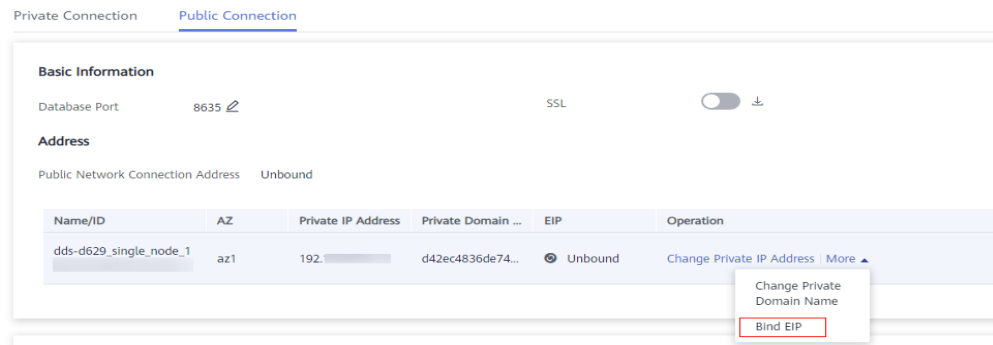 Private Connection Public Connection
Basic Information
Database Port 8635 SSL
Address
Public Network Connection Address Unbound
Name/ID AZ Private IP Address Private Domain ... EIP Operation
dds-d629_single_node_1 az1 192. d42ec4836de74... Unbound Change Private IP Address More
Change Private
Domain Name
Bind EIP